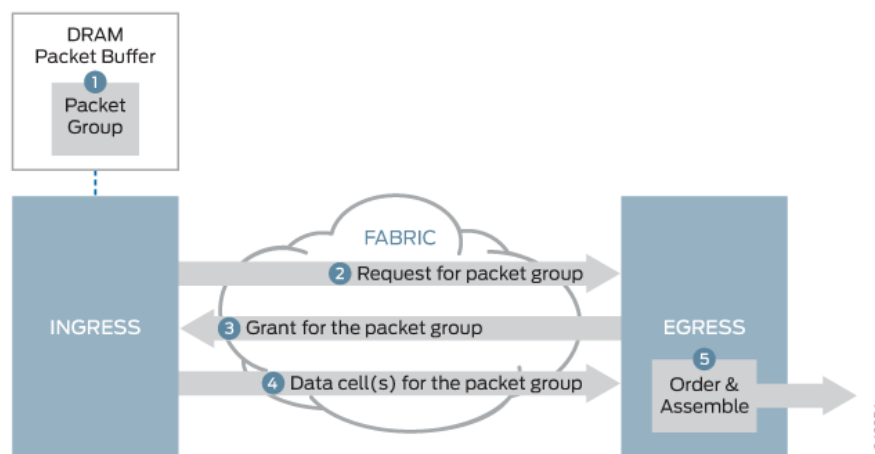 DRAM
Packet Buffer
1
Packet
Group
FABRIC
2 Request for packet group
INGRESS
3 Grant for the packet group
EGRESS
4 Data cell(s) for the packet group
5
Order &
Assemble